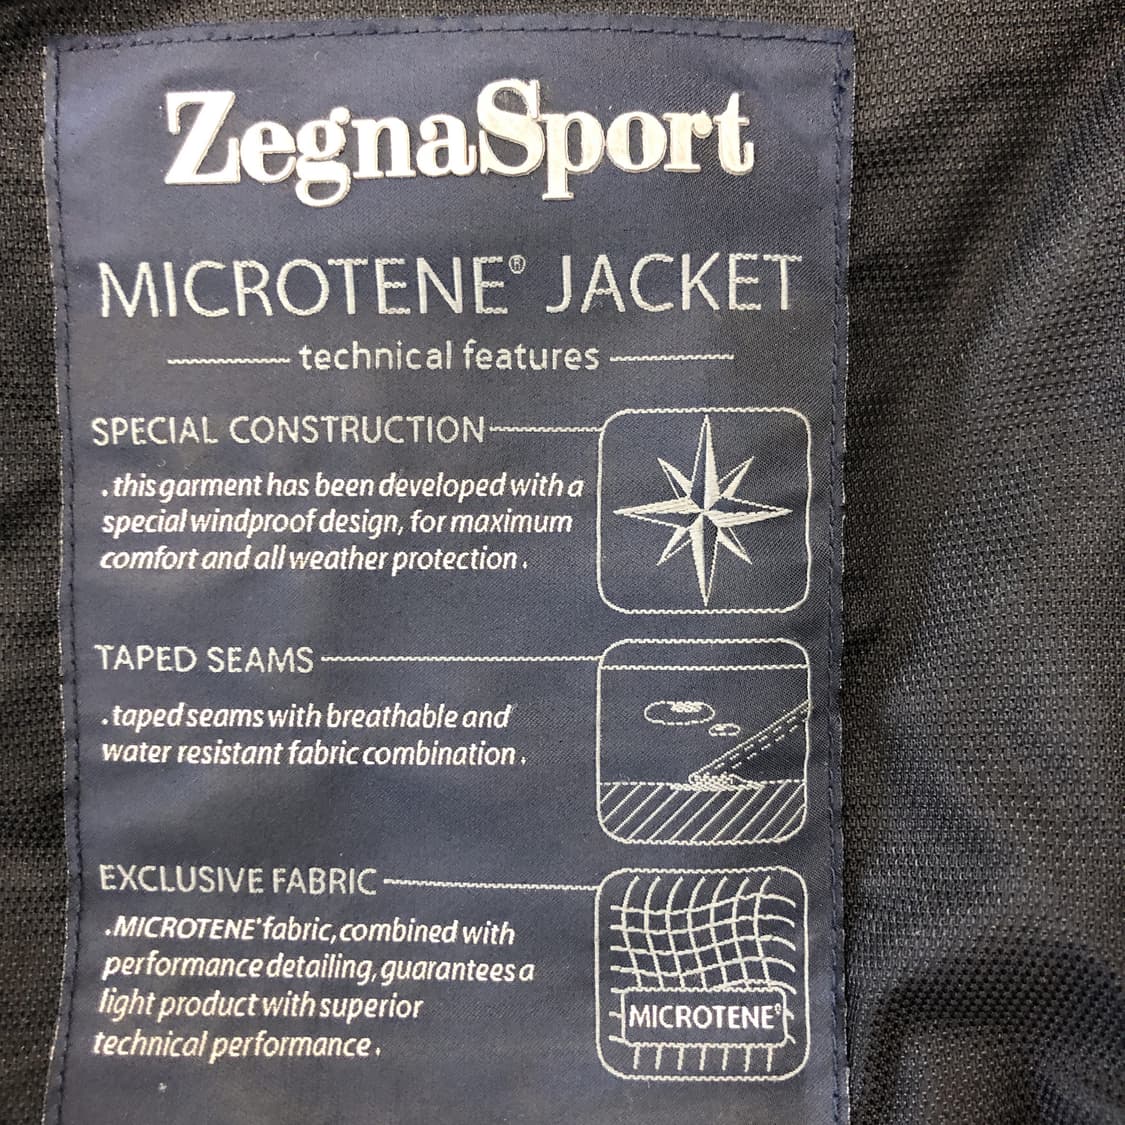 ZegnaSport
MICROTENE® JACKET
technical features
SPECIAL CONSTRUCTION
.this garment has been developed with a
special windproof design, for maximum
comfort and all weather protection.
TAPED SEAMS
.taped seams with breathable and
water resistant fabric combination.
EXCLUSIVE FABRIC
.MICROTENE® fabric, combined with
performance detailing, guarantees a
light product with superior
technical performance.
MICROTENE®